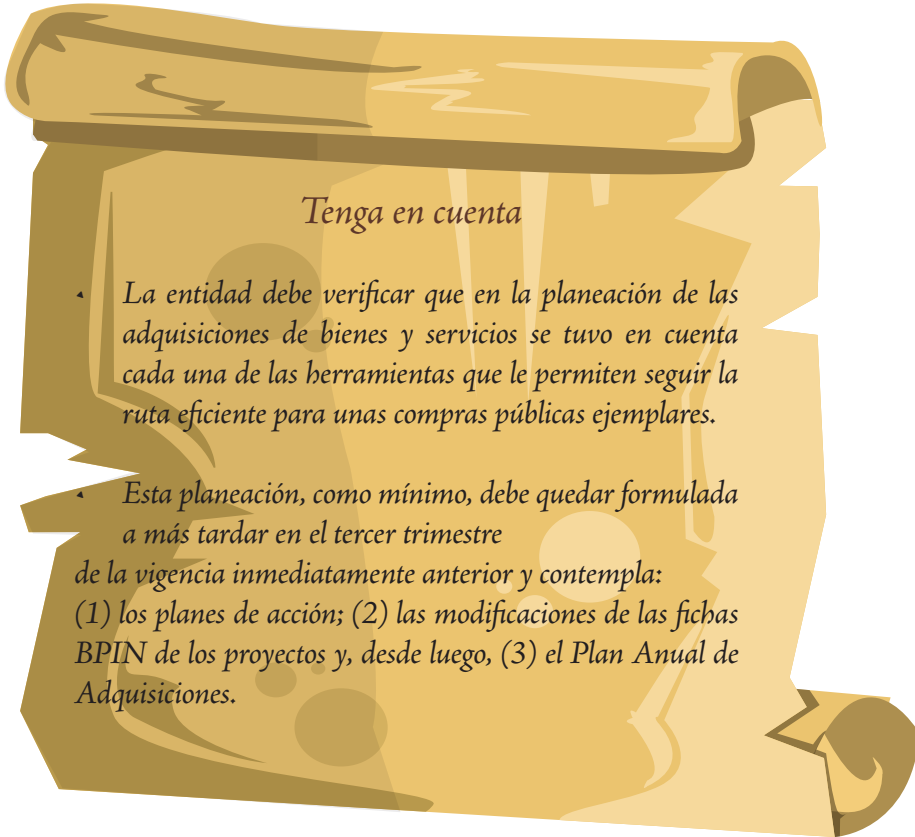 Tenga en cuenta
• La entidad debe verificar que en la planeación de las
adquisiciones de bienes y servicios se tuvo en cuenta
cada una de las herramientas que le permiten seguir la
ruta eficiente para unas compras públicas ejemplares.
• Esta planeación, como mínimo, debe quedar formulada
a más tardar en el tercer trimestre
de la vigencia inmediatamente anterior y contempla:
(1) los planes de acción; (2) las modificaciones de las fichas
BPIN de los proyectos y, desde luego, (3) el Plan Anual de
Adquisiciones.